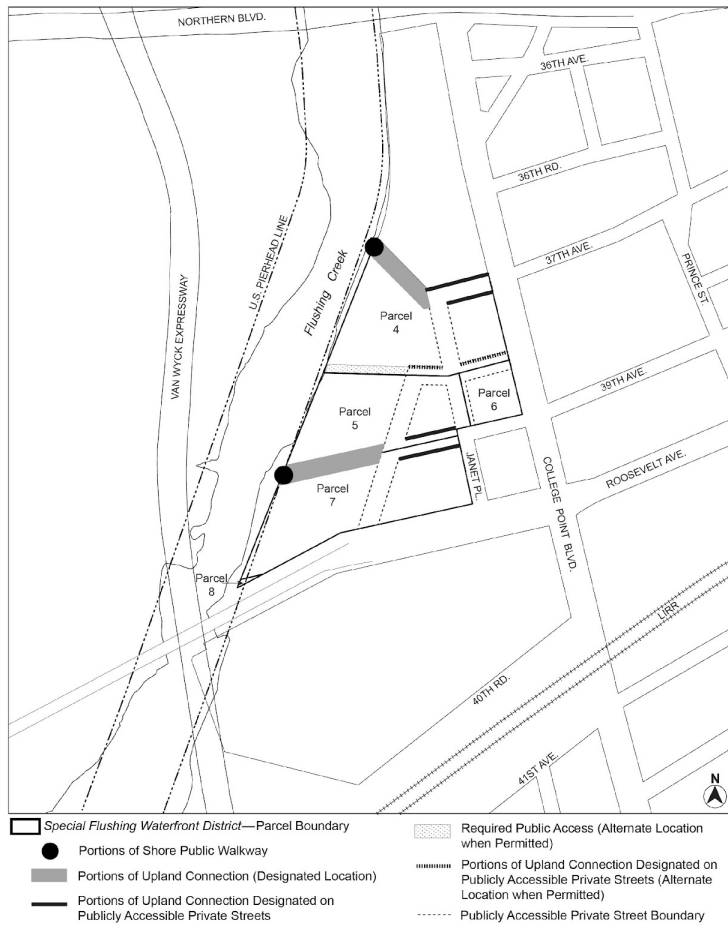 NORTHERN BLVD.
36TH AVE.
36TH RD.
37TH AVE.
PRINCE ST.
U.S. PIERHEAD LINE
Flushing Creek
VAN WYCK EXPRESSWAY
Parcel
4
39TH AVE.
Parcel
6
Parcel
5
ROOSEVELT AVE.
JANET PL.
COLLEGE POINT BLVD.
Parcel
7
Parcel
8
LIRR
40TH RD.
41ST AVE.
N
Special Flushing Waterfront District—Parcel Boundary
Portions of Shore Public Walkway
Portions of Upland Connection (Designated Location)
Portions of Upland Connection Designated on
Publicly Accessible Private Streets
Required Public Access (Alternate Location
when Permitted)
Portions of Upland Connection Designated on
Publicly Accessible Private Streets (Alternate
Location when Permitted)
Publicly Accessible Private Street Boundary